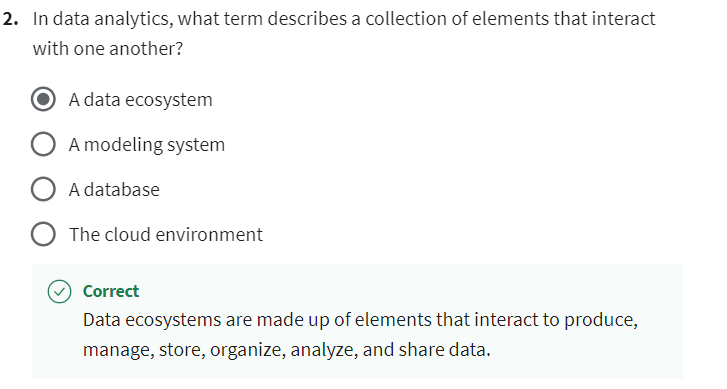 2. In data analytics, what term describes a collection of elements that interact
with one another?
A data ecosystem
A modeling system
A database
The cloud environment
Correct
Data ecosystems are made up of elements that interact to produce,
manage, store, organize, analyze, and share data.